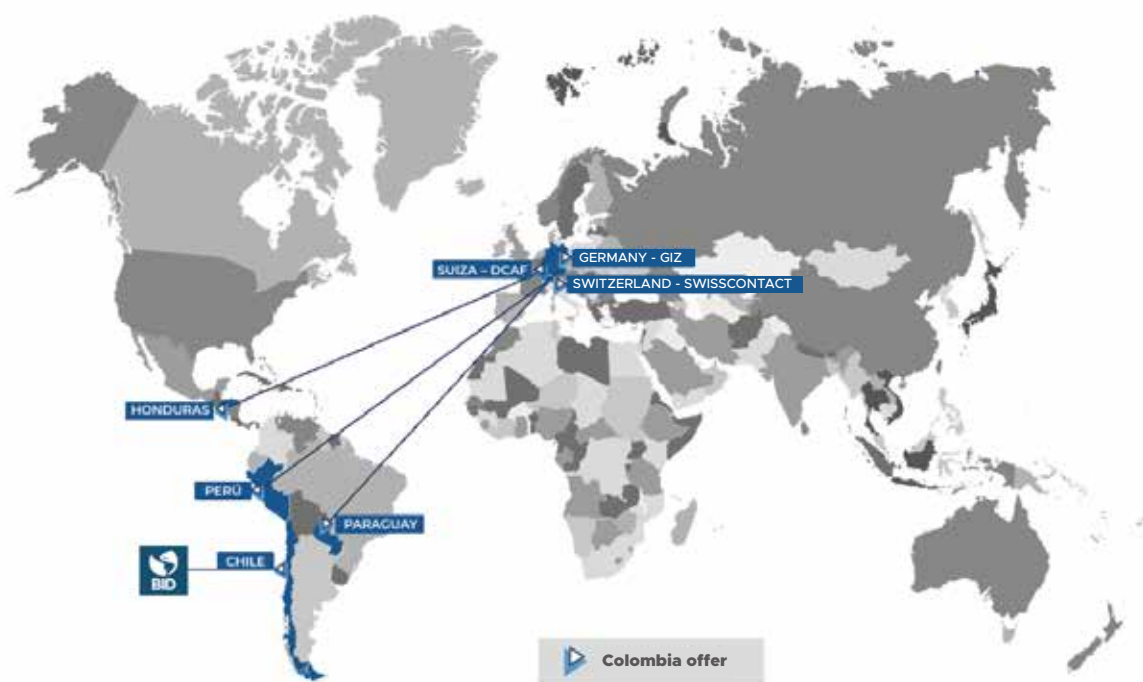 GERMANY - GIZ
SUIZA - DCAF
SWITZERLAND - SWISSCONTACT
HONDURAS
PERÚ
PARAGUAY
CHILE
BID
Colombia offer